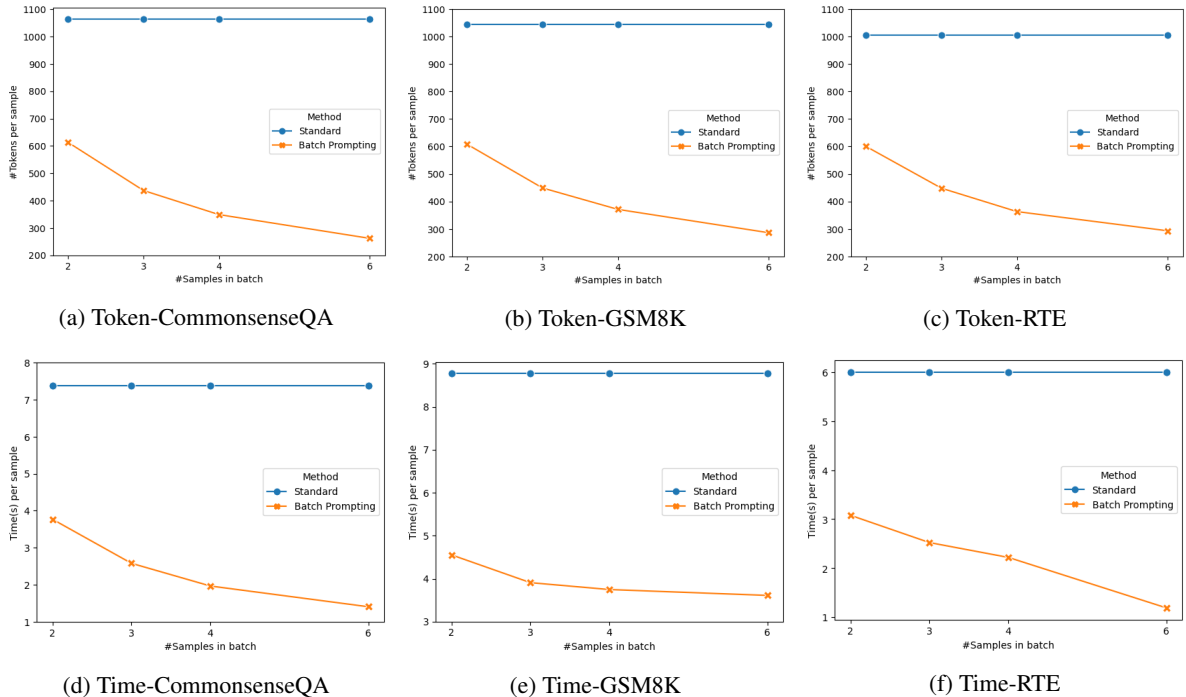 1100
1000
900
800
700
600
500
400
300
200
#Tokens per sample
Method
Standard
Batch Prompting
2 3 4 6
#Samples in batch
(a) Token-CommonsenseQA
1100
1000
900
800
700
600
500
400
300
200
#Tokens per sample
Method
Standard
Batch Prompting
2 3 4 6
#Samples in batch
(b) Token-GSM8K
1100
1000
900
800
700
600
500
400
300
200
#Tokens per sample
Method
Standard
Batch Prompting
2 3 4 6
#Samples in batch
(c) Token-RTE
8
7
6
5
4
3
2
1
Time(s) per sample
Method
Standard
Batch Prompting
2 3 4 6
#Samples in batch
(d) Time-CommonsenseQA
9
8
7
6
5
4
3
Time(s) per sample
Method
Standard
Batch Prompting
2 3 4 6
#Samples in batch
(e) Time-GSM8K
6
5
4
3
2
1
Time(s) per sample
Method
Standard
Batch Prompting
2 3 4 6
#Samples in batch
(f) Time-RTE